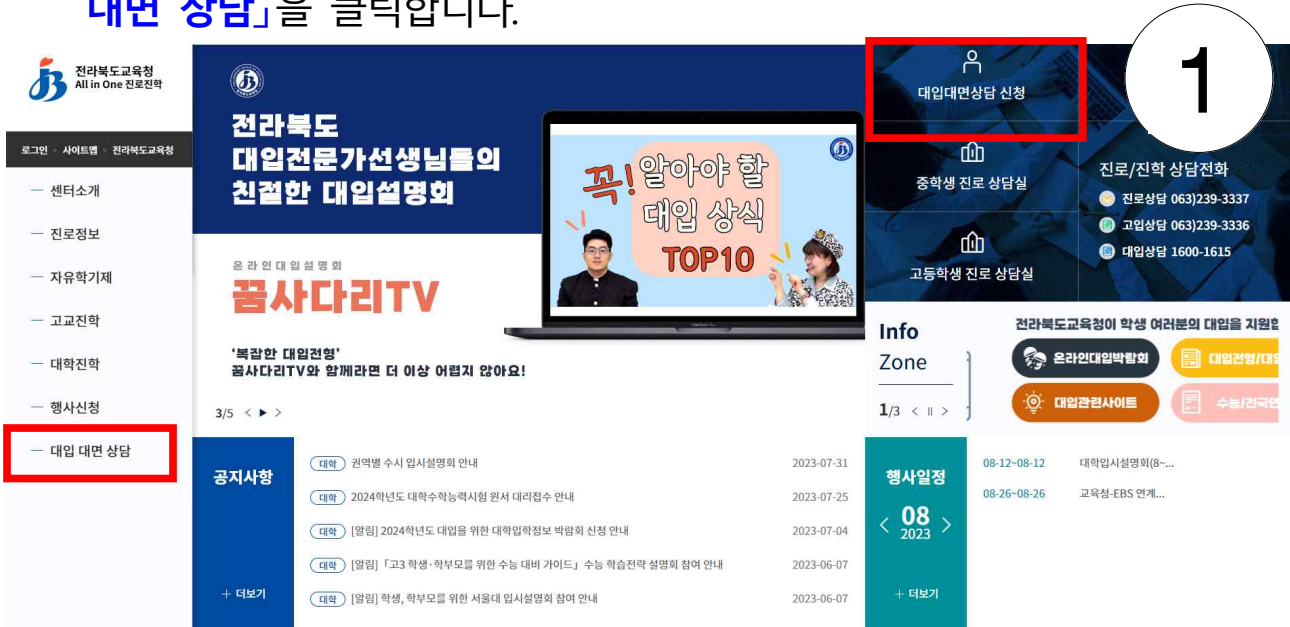 대면 상담」을 클릭합니다.
전라북도교육청
All in One 진로진학
로그인 사이트맵 전라북도교육청
센터소개
진로정보
자유학기제
고교진학
대학진학
행사신청
대입 대면 상담
전라북도
대입전문가선생님들의
친절한 대입설명회
꼭! 알아야 할
대입 상식
TOP10
온라인대입설명회
꿈사다리TV
'복잡한 대입전형'
꿈사다리TV와 함께라면 더 이상 어렵지 않아요!
3/5 < ▶ >
대입대면상담 신청
1
중학생 진로 상담실
고등학생 진로 상담실
진로/진학 상담전화
진로상담 063)239-3337
고입상담 063)239-3336
대입상담 1600-1615
Info
Zone
1/3 < II >
전라북도교육청이 학생 여러분의 대입을 지원합
온라인대입박람회
대입전형/대입
대입관련사이트
수능/전국연
공지사항
+ 더보기
대학 권역별 수시 입시설명회 안내 2023-07-31
대학 2024학년도 대학수학능력시험 원서 대리접수 안내 2023-07-25
대학 [알림] 2024학년도 대입을 위한 대학입학정보 박람회 신청 안내 2023-07-04
대학 [알림]「고3 학생·학부모를 위한 수능 대비 가이드」수능 학습전략 설명회 참여 안내 2023-06-07
대학 [알림] 학생, 학부모를 위한 서울대 입시설명회 참여 안내 2023-06-07
행사일정
< 08 >
2023
+ 더보기
08-12~08-12 대학입시설명회(8~...
08-26~08-26 교육청-EBS 연계...